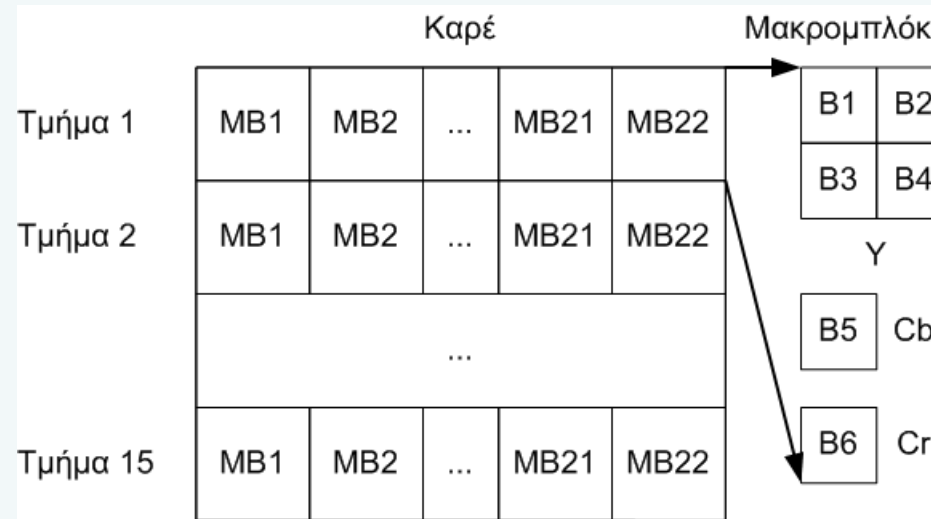 Καρέ Μακρομπλόκ
Τμήμα 1 MB1 MB2 ... MB21 MB22 B1 B2
B3 B4
Τμήμα 2 MB1 MB2 ... MB21 MB22 Y
... B5 Cb
Τμήμα 15 MB1 MB2 ... MB21 MB22 B6 Cr